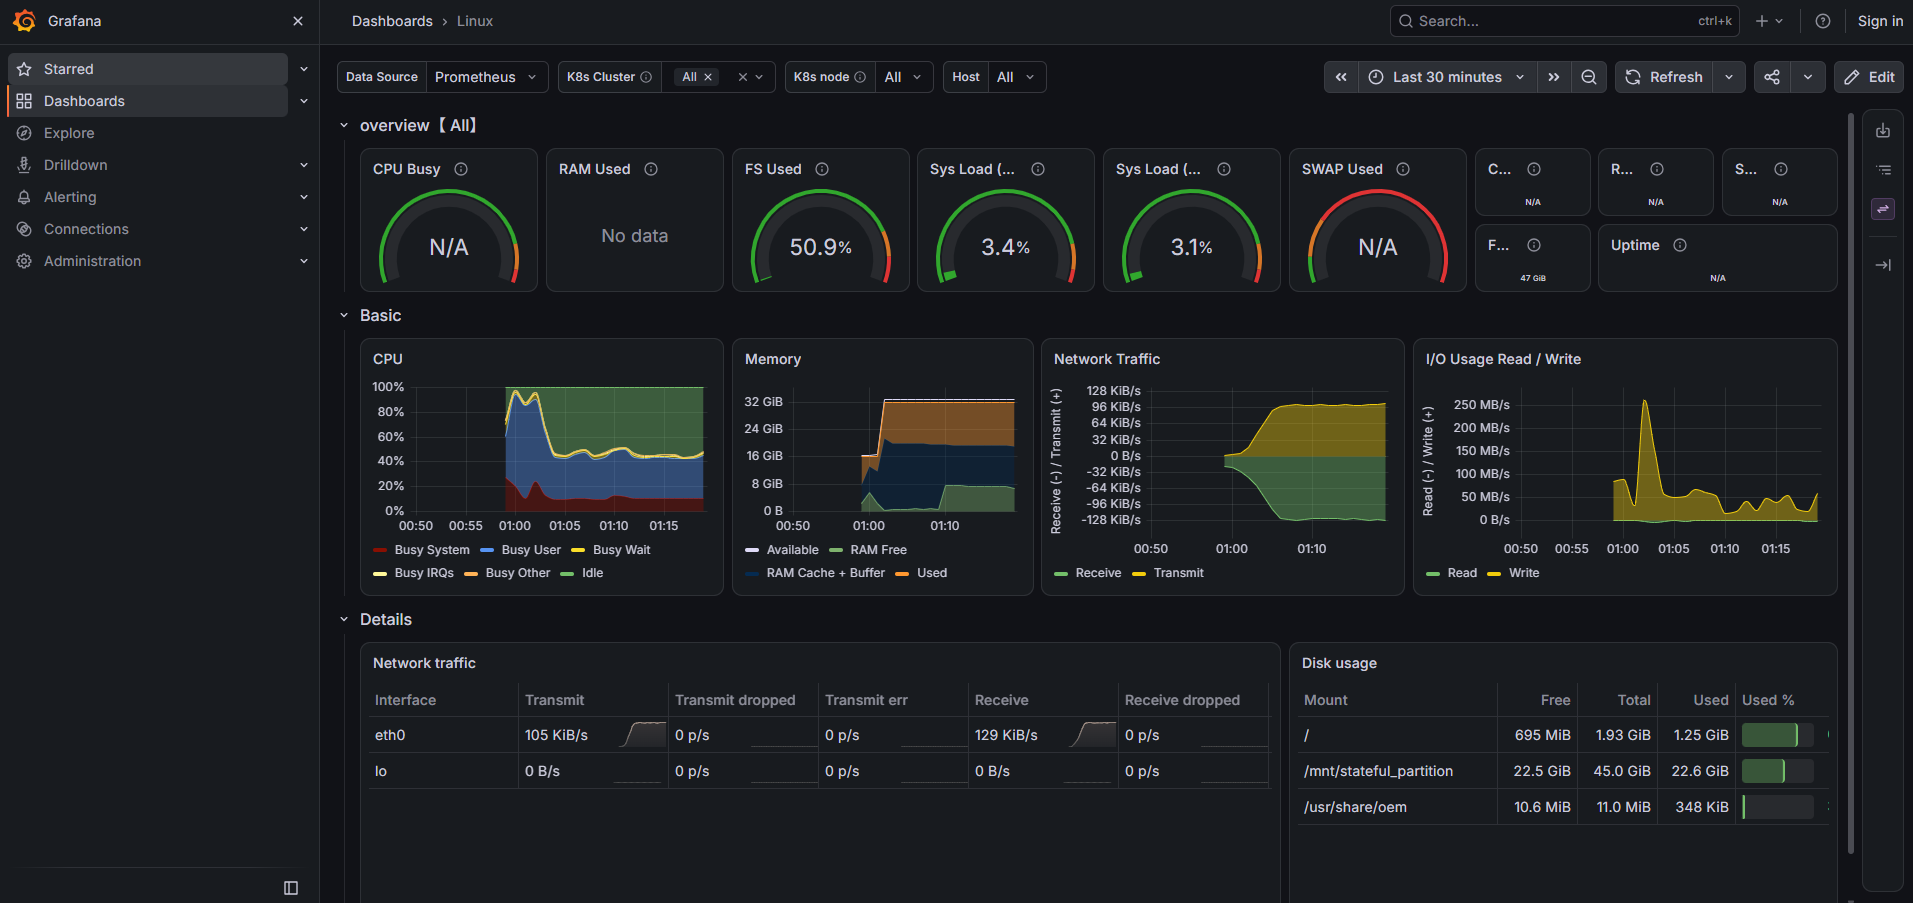 Grafana
Dashboards › Linux
Search... ctrl+k
Sign in
Starred
Dashboards
Explore
Drilldown
Alerting
Connections
Administration
Data Source Prometheus
K8s Cluster All
K8s node All
Host All
Last 30 minutes
Refresh
Edit
overview【 All】
CPU Busy
N/A
RAM Used
No data
FS Used
50.9%
Sys Load (...
3.4%
Sys Load (...
3.1%
SWAP Used
N/A
C...
N/A
R...
N/A
S...
N/A
F...
47 GiB
Uptime
N/A
Basic
CPU
100%
80%
60%
40%
20%
0%
00:50 00:55 01:00 01:05 01:10 01:15
Busy System Busy User Busy Wait
Busy IRQs Busy Other Idle
Memory
32 GiB
24 GiB
16 GiB
8 GiB
0 B
00:50 01:00 01:10
Available RAM Free
RAM Cache + Buffer Used
Network Traffic
Receive (-) / Transmit (+)
128 KiB/s
96 KiB/s
64 KiB/s
32 KiB/s
0 B/s
-32 KiB/s
-64 KiB/s
-96 KiB/s
-128 KiB/s
00:50 01:00 01:10
Receive Transmit
I/O Usage Read / Write
Read (-) / Write (+)
250 MB/s
200 MB/s
150 MB/s
100 MB/s
50 MB/s
0 B/s
00:50 00:55 01:00 01:05 01:10 01:15
Read Write
Details
Network traffic
Interface Transmit Transmit dropped Transmit err Receive Receive dropped
eth0 105 KiB/s 0 p/s 0 p/s 129 KiB/s 0 p/s
lo 0 B/s 0 p/s 0 p/s 0 B/s 0 p/s
Disk usage
Mount Free Total Used Used %
/ 695 MiB 1.93 GiB 1.25 GiB
/mnt/stateful_partition 22.5 GiB 45.0 GiB 22.6 GiB
/usr/share/oem 10.6 MiB 11.0 MiB 348 KiB